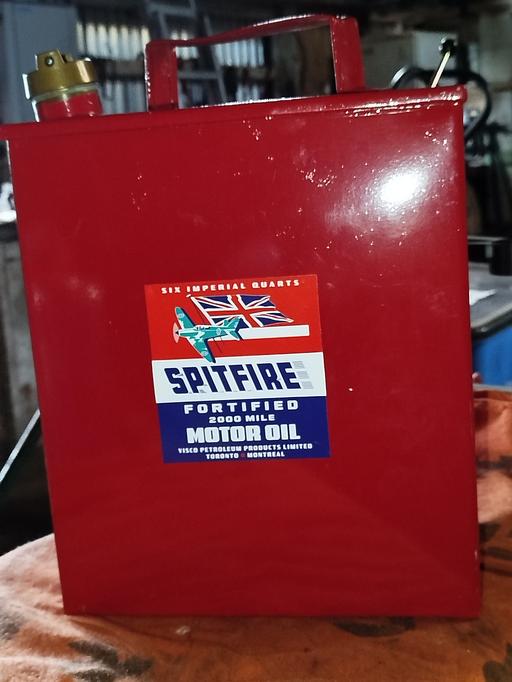 SIX IMPERIAL QUARTS
SPITFIRE
FORTIFIED
2000 MILE
MOTOR OIL
VISCO PETROLEUM PRODUCTS LIMITED
TORONTO MONTREAL